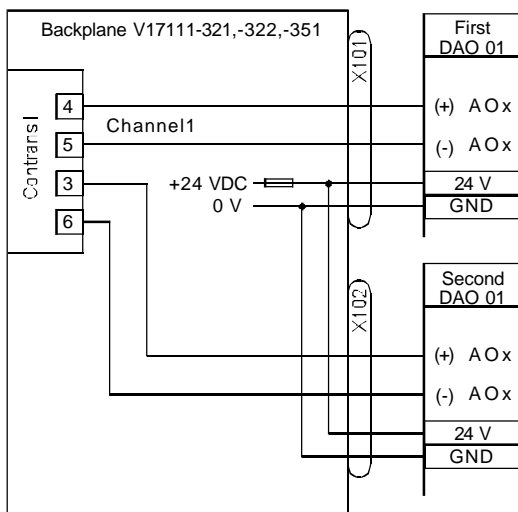 Backplane V17111-321,-322,-351
X101
First
DAO 01
Contrans I
4
(+) AOx
5
Channel1
(-) AOx
3
+24 VDC
24 V
6
0 V
GND
X102
Second
DAO 01
(+) AOx
(-) AOx
24 V
GND